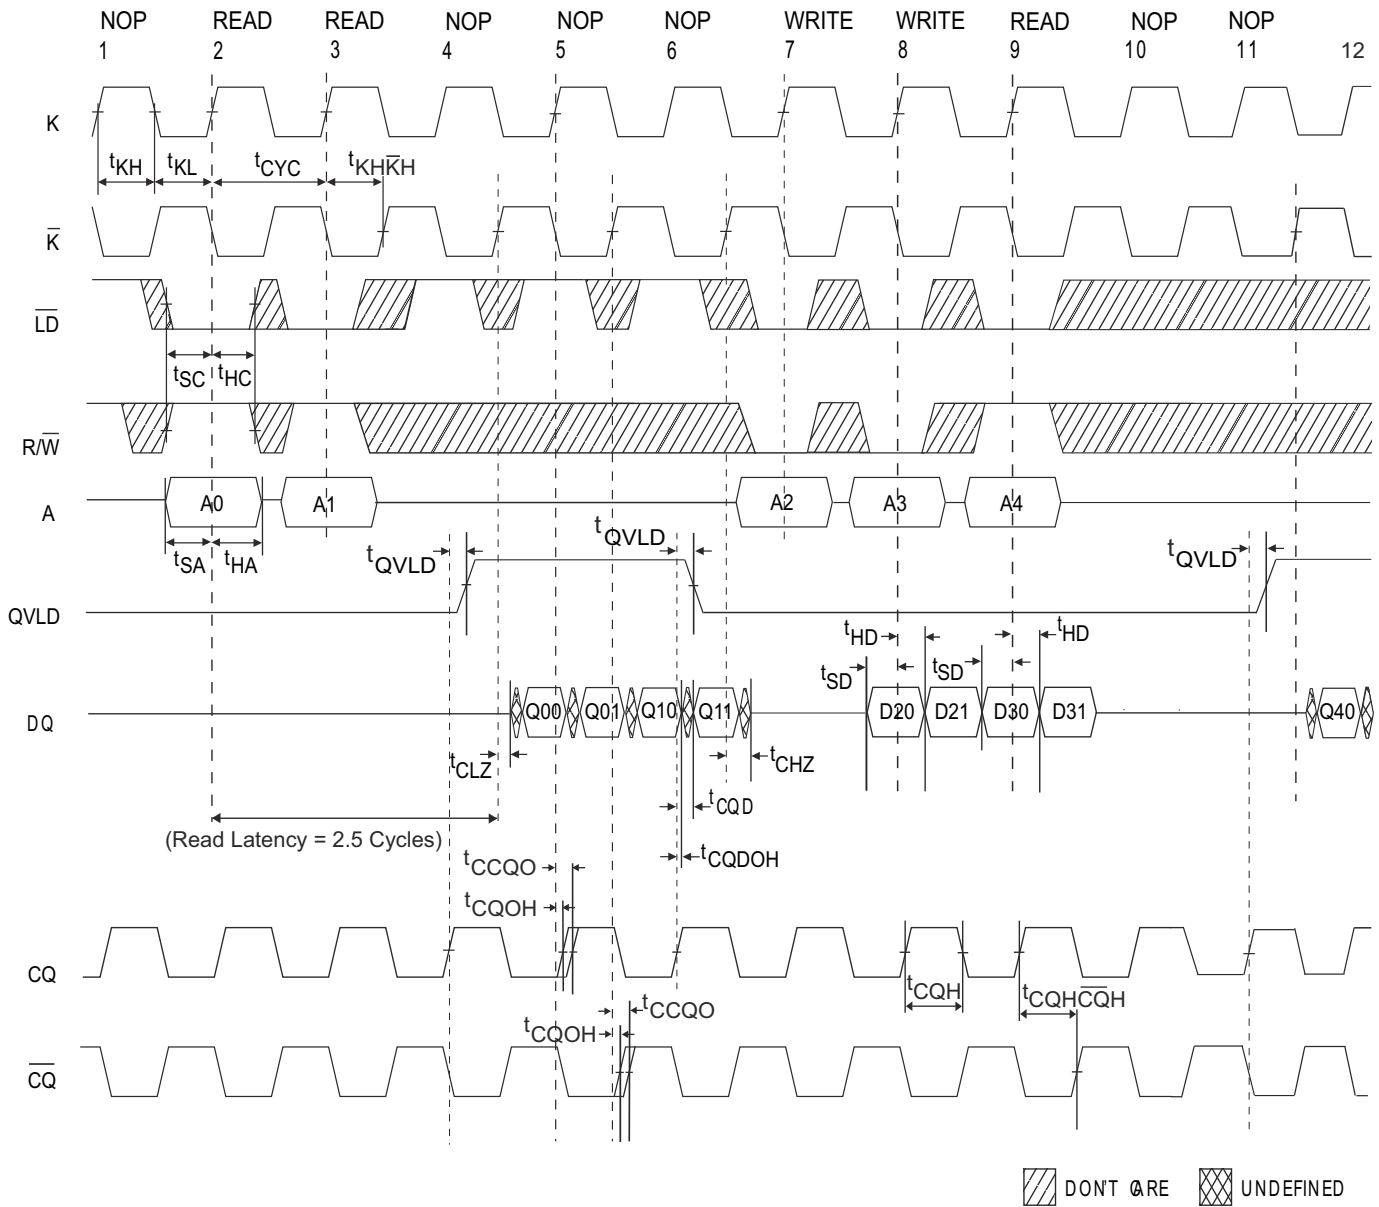 NOP READ READ NOP NOP NOP WRITE WRITE READ NOP NOP
1 2 3 4 5 6 7 8 9 10 11 12
K
tKH tKL tCYC tKHK̅H
K̅
L̅D̅
tSC tHC
R/W̅
A A0 A1 A2 A3 A4
tSA tHA tQVLD tQVLD tQVLD
QVLD
tHD tHD
tSD tSD
DQ Q00 Q01 Q10 Q11 D20 D21 D30 D31 Q40
tCLZ tCHZ
tCQD
(Read Latency = 2.5 Cycles)
tCQDOH
tCCQO
tCQOH
CQ
tCQH tCQHC̅Q̅H
tCCQO
tCQOH
C̅Q̅
DON'T CARE UNDEFINED